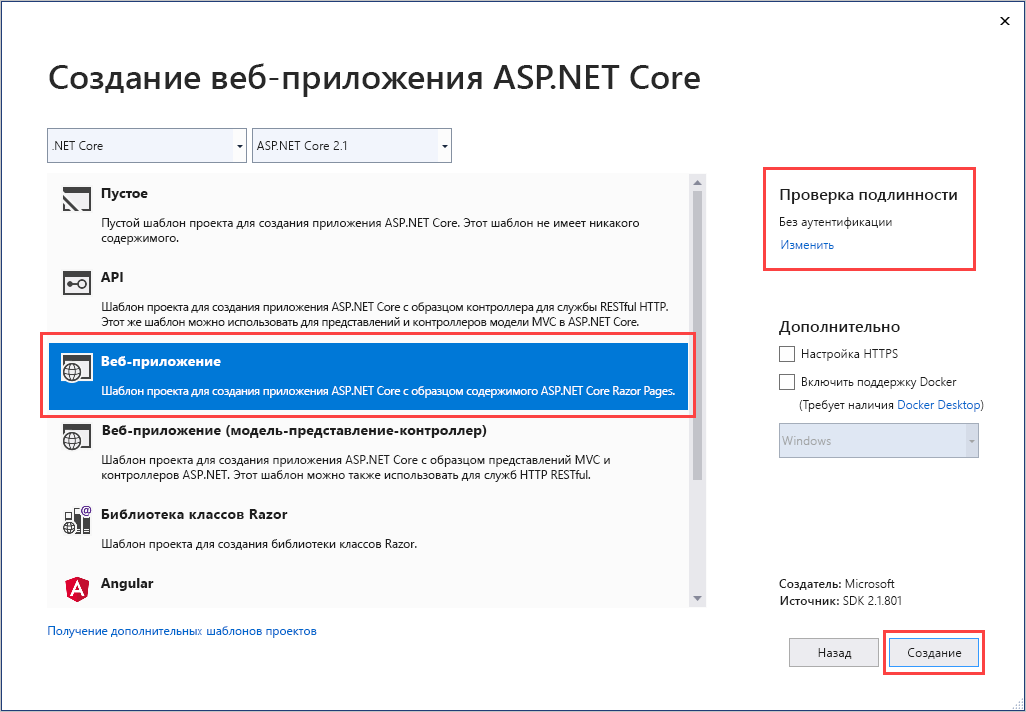 Создание веб-приложения ASP.NET Core
.NET Core
ASP.NET Core 2.1
Пустое
Пустой шаблон проекта для создания приложения ASP.NET Core. Этот шаблон не имеет никакого
содержимого.
API
Шаблон проекта для создания приложения ASP.NET Core с образцом контроллера для службы RESTful HTTP.
Этот же шаблон можно использовать для представлений и контроллеров модели MVC в ASP.NET Core.
Веб-приложение
Шаблон проекта для создания приложения ASP.NET Core с образцом содержимого ASP.NET Core Razor Pages.
Веб-приложение (модель-представление-контроллер)
Шаблон проекта для создания приложения ASP.NET Core с образцом представлений MVC и
контроллеров ASP.NET. Этот шаблон можно также использовать для служб HTTP RESTful.
Библиотека классов Razor
Шаблон проекта для создания библиотеки классов Razor.
Angular
Получение дополнительных шаблонов проектов
Проверка подлинности
Без аутентификации
Изменить
Дополнительно
Настройка HTTPS
Включить поддержку Docker
(Требует наличия Docker Desktop)
Windows
Создатель: Microsoft
Источник: SDK 2.1.801
Назад
Создание